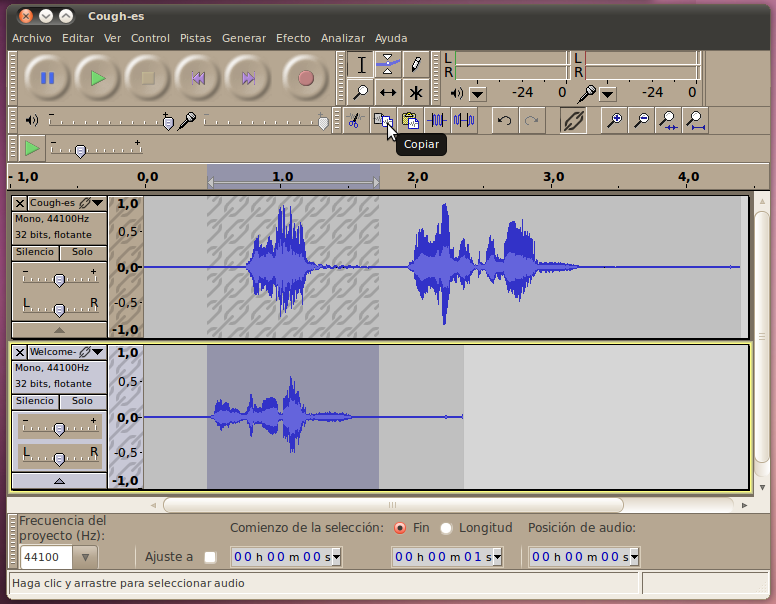 Cough-es
Archivo Editar Ver Control Pistas Generar Efecto Analizar Ayuda
L
R
-24 0
L
R
-24 0
- +
- +
Copiar
- +
- 1,0 0,0 1.0 2,0 3,0 4,0
Cough-es
Mono, 44100Hz
32 bits, flotante
Silencio Solo
- +
L R
1,0
0,5-
0,0-
-0,5-
-1,0
Welcome-
Mono, 44100Hz
32 bits, flotante
Silencio Solo
- +
L R
1,0
0,5-
0,0-
-0,5-
-1,0
Frecuencia del
proyecto (Hz):
44100
Ajuste a
Comienzo de la selección:
Fin Longitud
Posición de audio:
00 h 00 m 00 s
00 h 00 m 01 s
00 h 00 m 00 s
Haga clic y arrastre para seleccionar audio